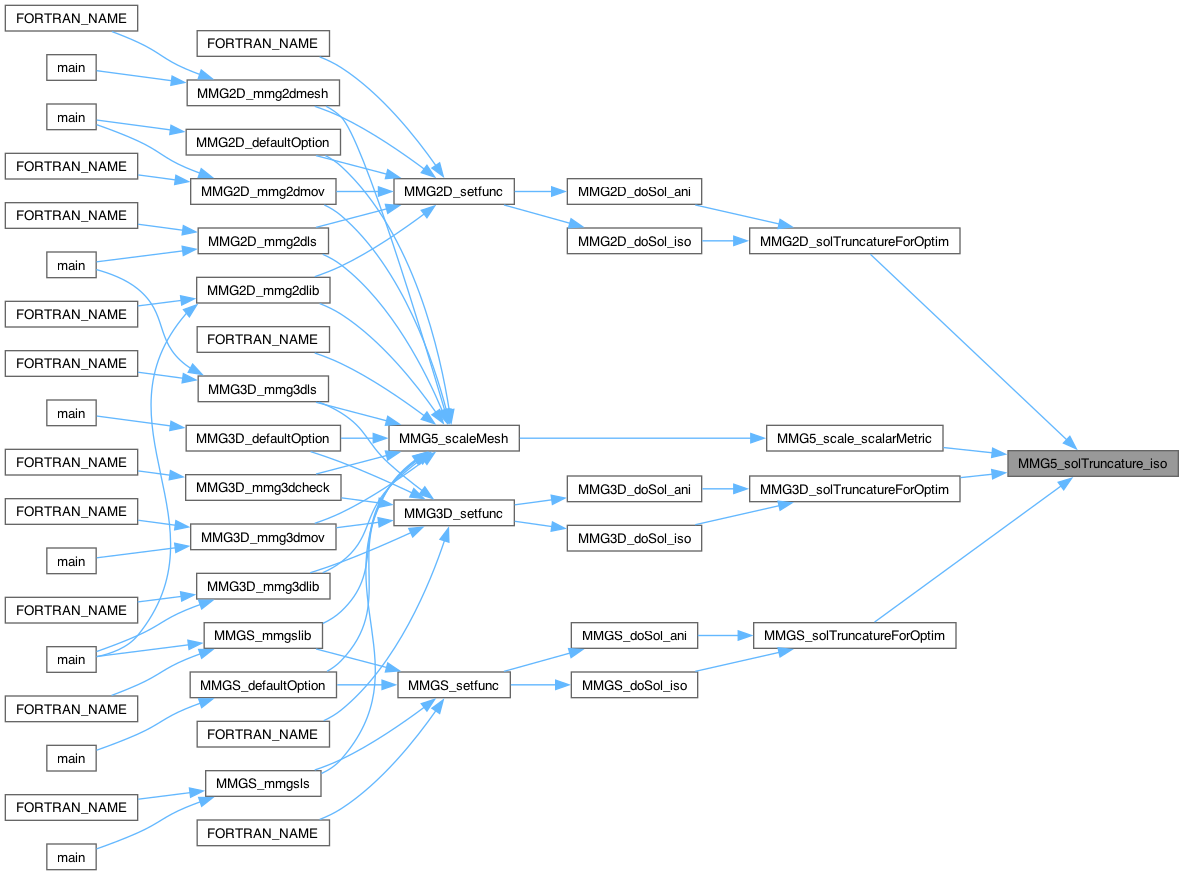 FORTRAN_NAME
main
main
FORTRAN_NAME
FORTRAN_NAME
main
FORTRAN_NAME
FORTRAN_NAME
main
FORTRAN_NAME
FORTRAN_NAME
main
FORTRAN_NAME
main
FORTRAN_NAME
main
FORTRAN_NAME
main
FORTRAN_NAME
MMG2D_mmg2dmesh
MMG2D_defaultOption
MMG2D_mmg2dmov
MMG2D_mmg2dls
MMG2D_mmg2dlib
FORTRAN_NAME
MMG3D_mmg3dls
MMG3D_defaultOption
MMG3D_mmg3dcheck
MMG3D_mmg3dmov
MMG3D_mmg3dlib
MMGS_mmgslib
MMGS_defaultOption
FORTRAN_NAME
MMGS_mmgsls
FORTRAN_NAME
MMG2D_setfunc
MMG5_scaleMesh
MMG3D_setfunc
MMGS_setfunc
MMG2D_doSol_ani
MMG2D_doSol_iso
MMG3D_doSol_ani
MMG3D_doSol_iso
MMGS_doSol_ani
MMGS_doSol_iso
MMG2D_solTruncatureForOptim
MMG5_scale_scalarMetric
MMG3D_solTruncatureForOptim
MMGS_solTruncatureForOptim
MMG5_solTruncature_iso